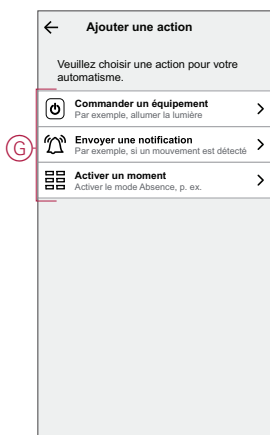 Ajouter une action
Veuillez choisir une action pour votre
automatisme.
Commander un équipement
Par exemple, allumer la lumière
G
Envoyer une notification
Par exemple, si un mouvement est détecté
Activer un moment
Activer le mode Absence, p. ex.